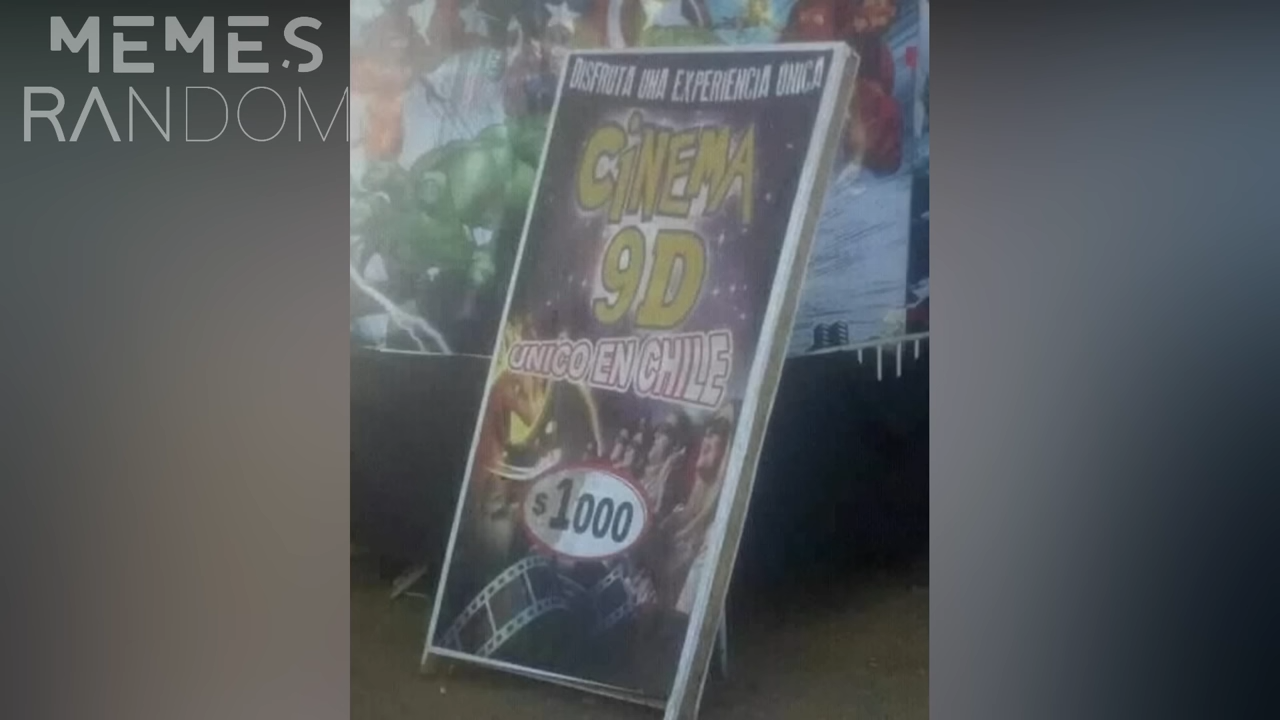 MEMES
RANDOM
DISFRUTA UNA EXPERIENCIA UNICA
CiNEMA
9D
UNICO EN CHILE
$1000